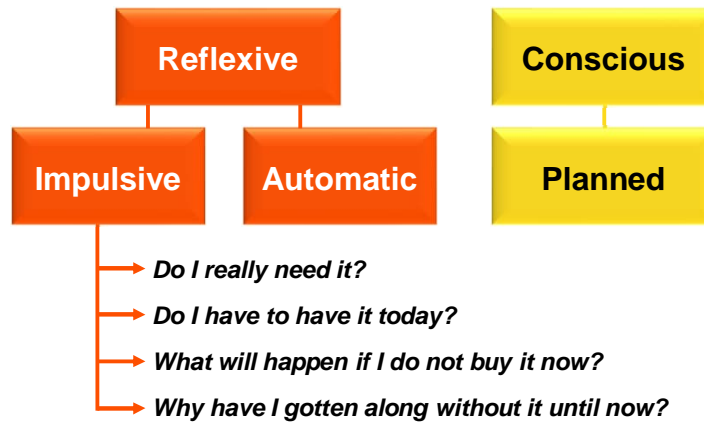 Reflexive
Conscious
Impulsive
Automatic
Planned
Do I really need it?
Do I have to have it today?
What will happen if I do not buy it now?
Why have I gotten along without it until now?